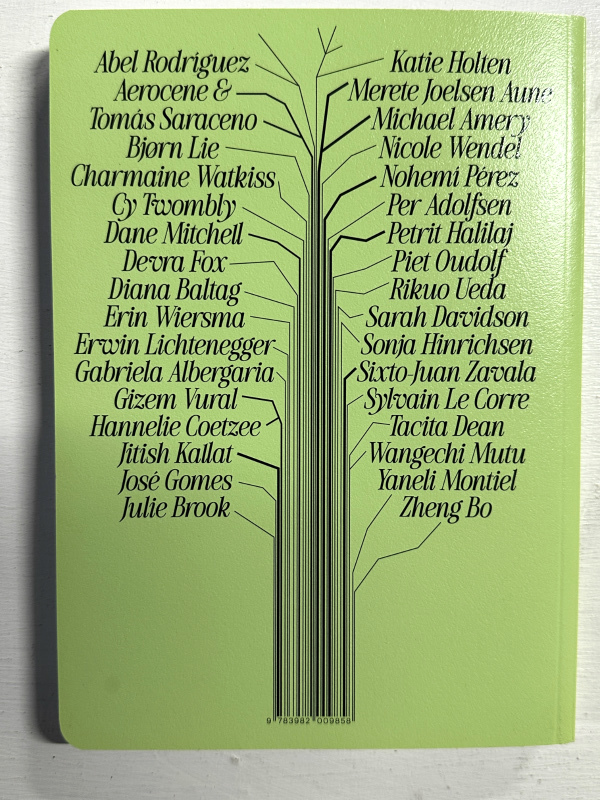 Abel Rodríguez
Aerocene &
Tomás Saraceno
Bjørn Lie
Charmaine Watkiss
Cy Twombly
Dane Mitchell
Devra Fox
Diana Baltag
Erin Wiersma
Erwin Lichtenegger
Gabriela Albergaria
Gizem Vural
Hannelie Coetzee
Jitish Kallat
José Gomes
Julie Brook
Katie Holten
Merete Joelsen Aune
Michael Amery
Nicole Wendel
Nohemí Pérez
Per Adolfsen
Petrit Halilaj
Piet Oudolf
Rikuo Ueda
Sarah Davidson
Sonja Hinrichsen
Sixto-Juan Zavala
Sylvain Le Corre
Tacita Dean
Wangechi Mutu
Yaneli Montiel
Zheng Bo
9 783982 009858